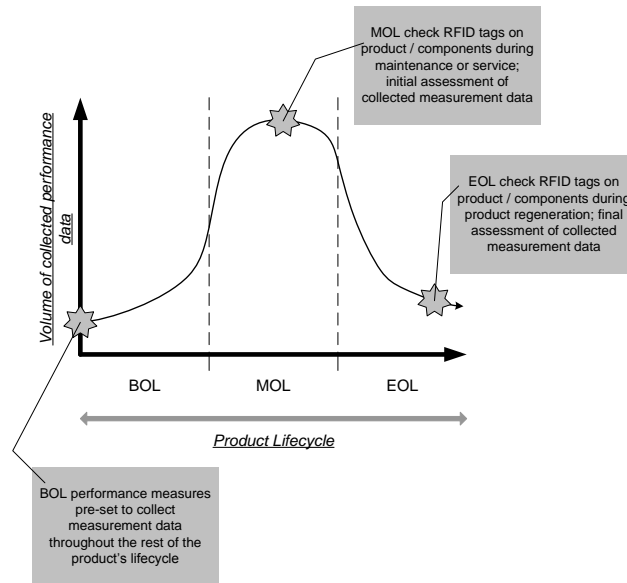 MOL check RFID tags on
product / components during
maintenance or service;
initial assessment of
collected measurement data
EOL check RFID tags on
product / components during
product regeneration; final
assessment of collected
measurement data
Volume of collected performance
data
BOL
MOL
EOL
Product Lifecycle
BOL performance measures
pre-set to collect
measurement data
throughout the rest of the
product's lifecycle